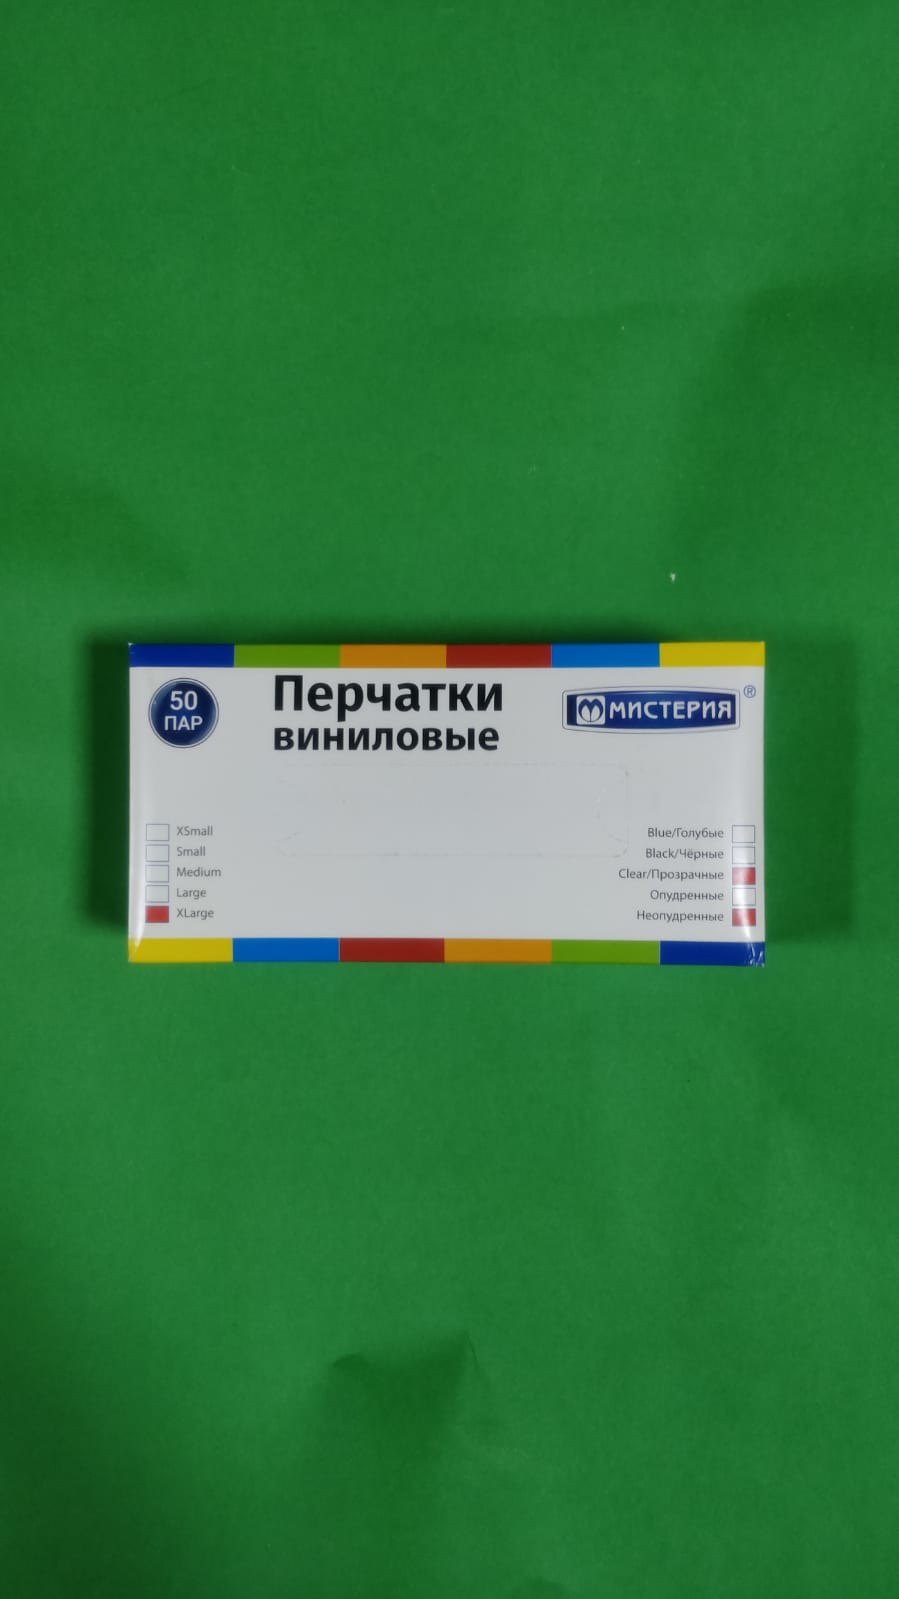 50
ПАР
Перчатки
виниловые
МИСТЕРИЯ ®
XSmall
Small
Medium
Large
XLarge
Blue/Голубые
Black/Чёрные
Clear/Прозрачные
Опудренные
Неопудренные